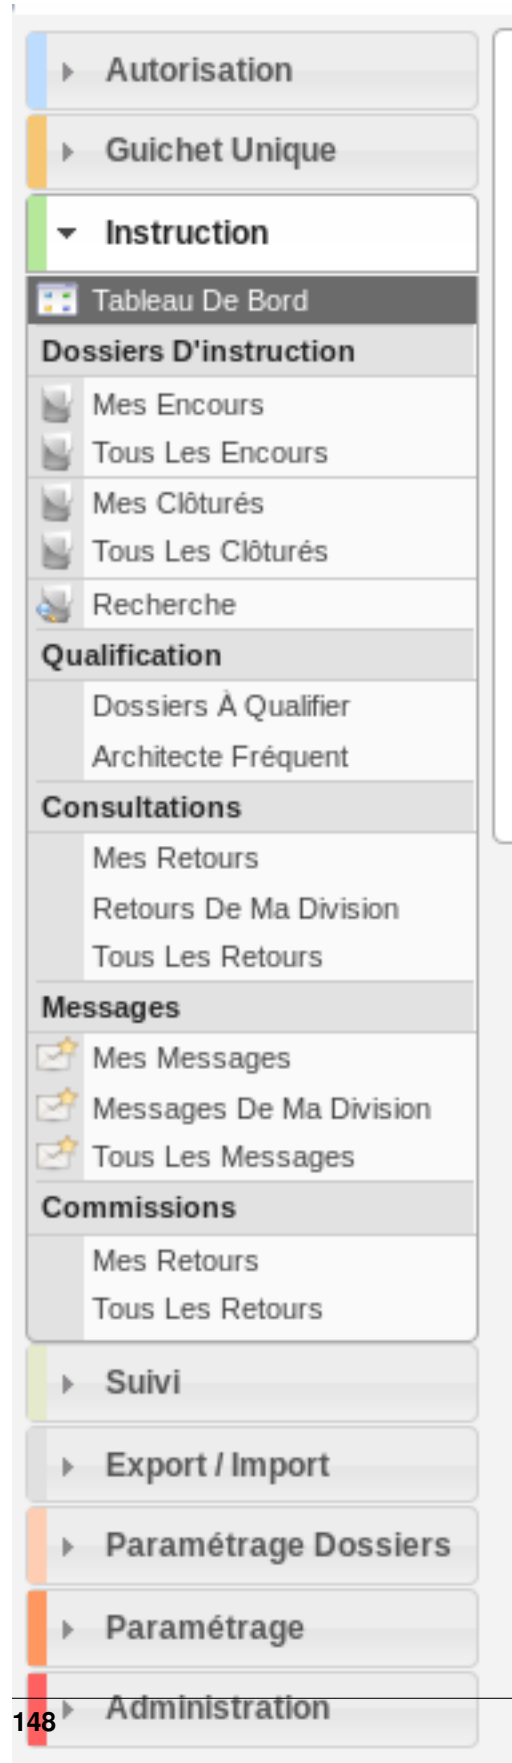 Autorisation
Guichet Unique
Instruction
Tableau De Bord
Dossiers D'instruction
Mes Encours
Tous Les Encours
Mes Clôturés
Tous Les Clôturés
Recherche
Qualification
Dossiers À Qualifier
Architecte Fréquent
Consultations
Mes Retours
Retours De Ma Division
Tous Les Retours
Messages
Mes Messages
Messages De Ma Division
Tous Les Messages
Commissions
Mes Retours
Tous Les Retours
Suivi
Export / Import
Paramétrage Dossiers
Paramétrage
Administration
148